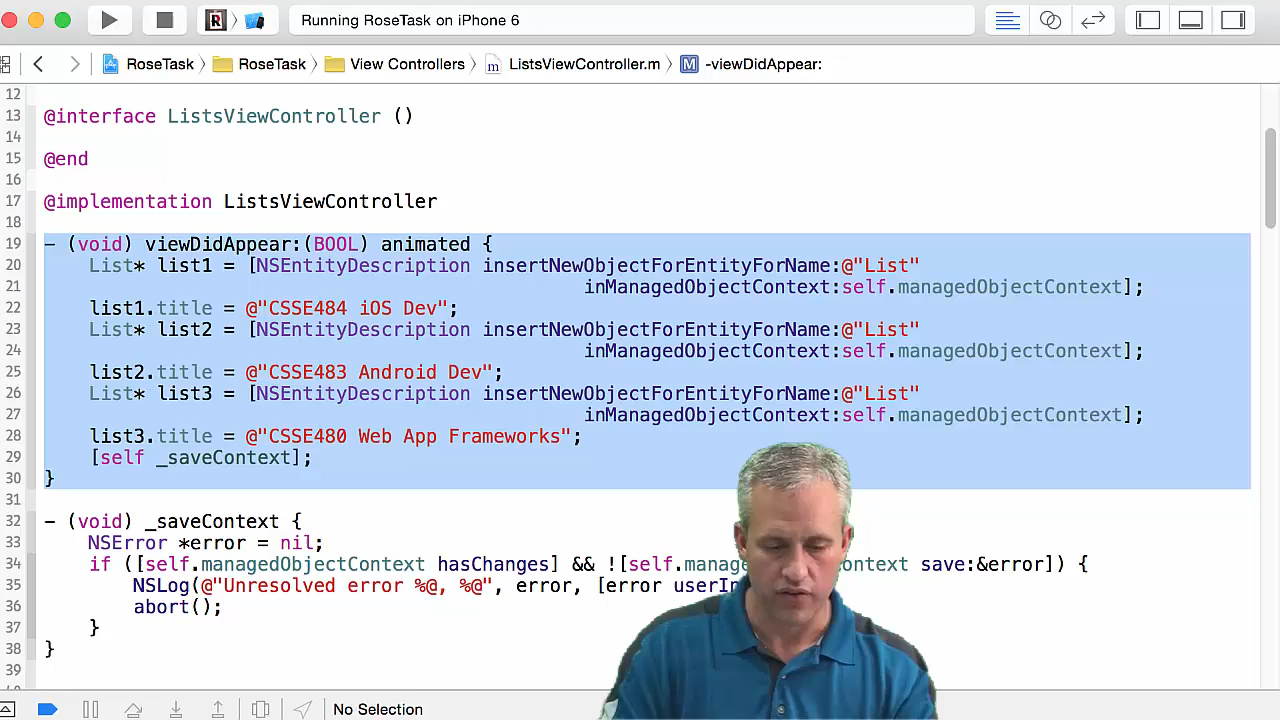 Running RoseTask on iPhone 6
RoseTask RoseTask View Controllers m ListsViewController.m M -viewDidAppear:
12
13 @interface ListsViewController ()
14
15 @end
16
17 @implementation ListsViewController
18
19 - (void) viewDidAppear:(BOOL) animated {
20 List* list1 = [NSEntityDescription insertNewObjectForEntityForName:@"List"
21 inManagedObjectContext:self.managedObjectContext];
22 list1.title = @"CSSE484 iOS Dev";
23 List* list2 = [NSEntityDescription insertNewObjectForEntityForName:@"List"
24 inManagedObjectContext:self.managedObjectContext];
25 list2.title = @"CSSE483 Android Dev";
26 List* list3 = [NSEntityDescription insertNewObjectForEntityForName:@"List"
27 inManagedObjectContext:self.managedObjectContext];
28 list3.title = @"CSSE480 Web App Frameworks";
29 [self _saveContext];
30 }
31
32 - (void) _saveContext {
33 NSError *error = nil;
34 if ([self.managedObjectContext hasChanges] && ![self. save:&error]) {
35 NSLog(@"Unresolved error %@, %@", error, [error
36 abort();
37 }
38 }
39
No Selection